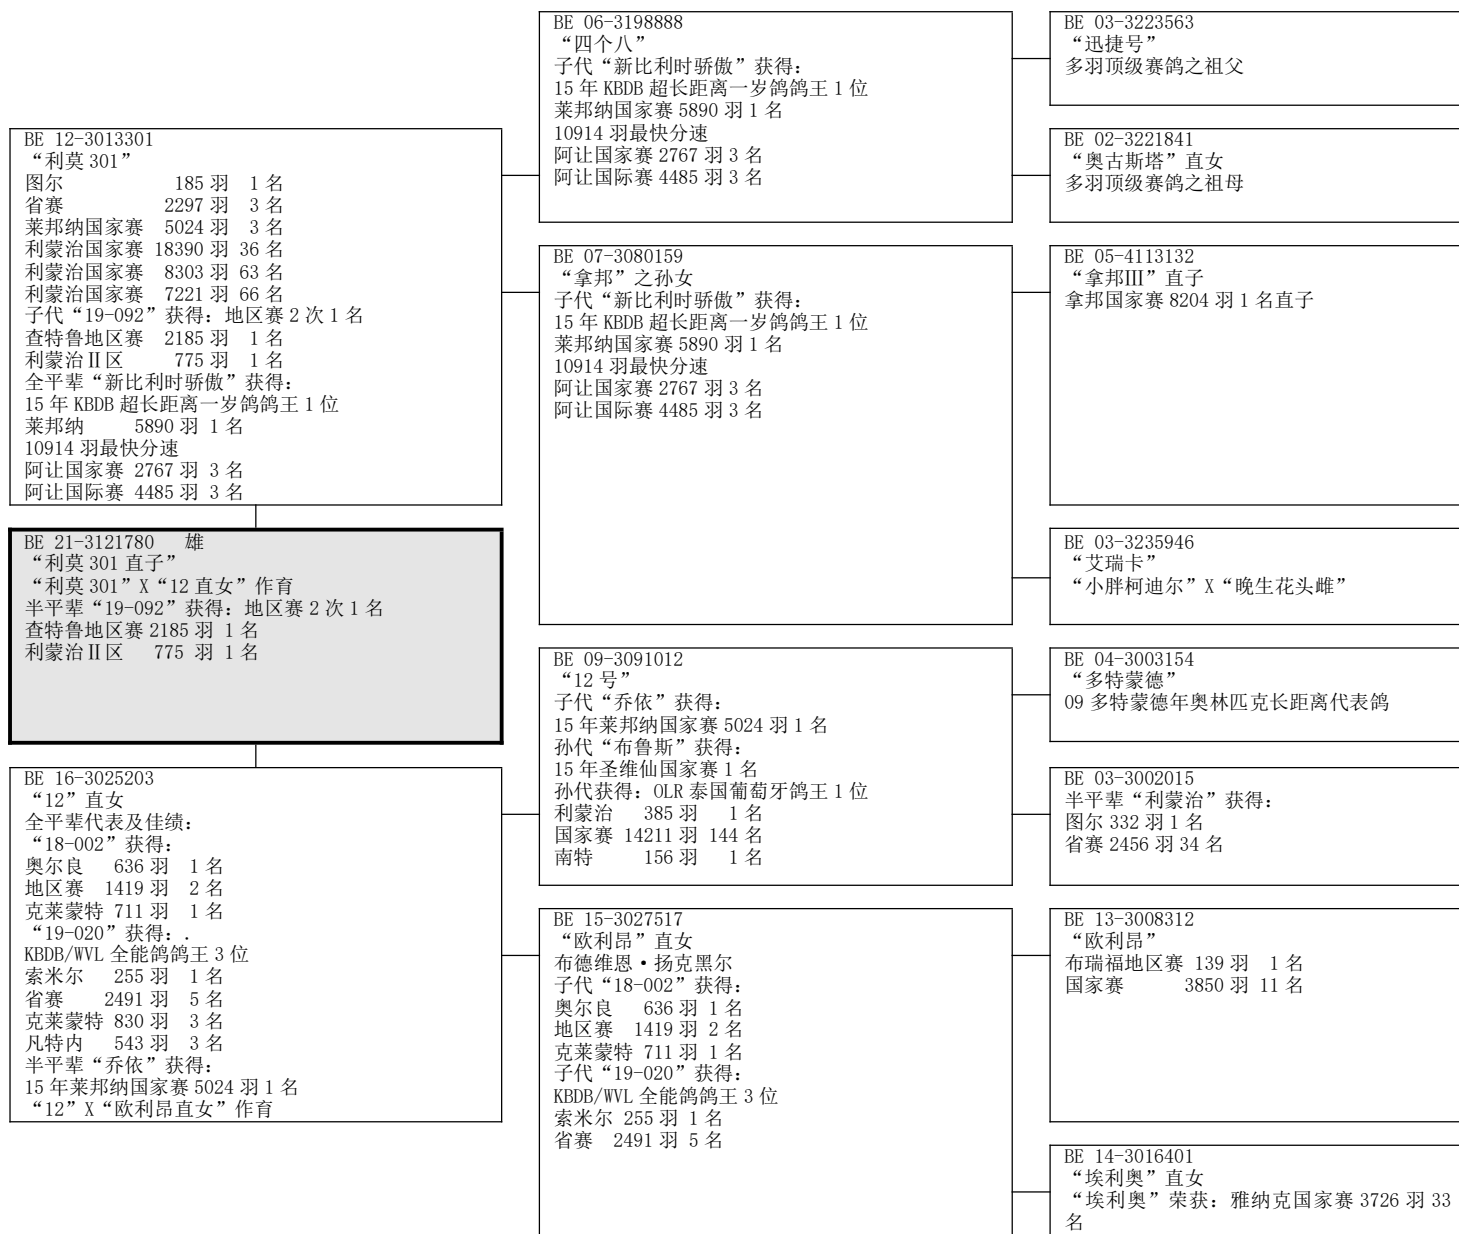 BE 12-3013301
“利莫 301”
图尔 185 羽 1 名
省赛 2297 羽 3 名
莱邦纳国家赛 5024 羽 3 名
利蒙治国家赛 18390 羽 36 名
利蒙治国家赛 8303 羽 63 名
利蒙治国家赛 7221 羽 66 名
子代“19-092”获得：地区赛 2 次 1 名
查特鲁地区赛 2185 羽 1 名
利蒙治Ⅱ区 775 羽 1 名
全平辈“新比利时骄傲”获得：
15 年 KBDB 超长距离一岁鸽鸽王 1 位
莱邦纳 5890 羽 1 名
10914 羽最快分速
阿让国家赛 2767 羽 3 名
阿让国际赛 4485 羽 3 名
BE 21-3121780 雄
“利莫 301 直子”
“利莫 301”X“12 直女”作育
半平辈“19-092”获得：地区赛 2 次 1 名
查特鲁地区赛 2185 羽 1 名
利蒙治Ⅱ区 775 羽 1 名
BE 16-3025203
“12”直女
全平辈代表及佳绩：
“18-002”获得：
奥尔良 636 羽 1 名
地区赛 1419 羽 2 名
克莱蒙特 711 羽 1 名
“19-020”获得：.
KBDB/WVL 全能鸽鸽王 3 位
索米尔 255 羽 1 名
省赛 2491 羽 5 名
克莱蒙特 830 羽 3 名
凡特内 543 羽 3 名
半平辈“乔依”获得：
15 年莱邦纳国家赛 5024 羽 1 名
“12”X“欧利昂直女”作育
BE 06-3198888
“四个八”
子代“新比利时骄傲”获得：
15 年 KBDB 超长距离一岁鸽鸽王 1 位
莱邦纳国家赛 5890 羽 1 名
10914 羽最快分速
阿让国家赛 2767 羽 3 名
阿让国际赛 4485 羽 3 名
BE 07-3080159
“拿邦”之孙女
子代“新比利时骄傲”获得：
15 年 KBDB 超长距离一岁鸽鸽王 1 位
莱邦纳国家赛 5890 羽 1 名
10914 羽最快分速
阿让国家赛 2767 羽 3 名
阿让国际赛 4485 羽 3 名
BE 09-3091012
“12 号”
子代“乔依”获得：
15 年莱邦纳国家赛 5024 羽 1 名
孙代“布鲁斯”获得：
15 年圣维仙国家赛 1 名
孙代获得：OLR 泰国葡萄牙鸽王 1 位
利蒙治 385 羽 1 名
国家赛 14211 羽 144 名
南特 156 羽 1 名
BE 15-3027517
“欧利昂”直女
布德维恩·扬克黑尔
子代“18-002”获得：
奥尔良 636 羽 1 名
地区赛 1419 羽 2 名
克莱蒙特 711 羽 1 名
子代“19-020”获得：
KBDB/WVL 全能鸽鸽王 3 位
索米尔 255 羽 1 名
省赛 2491 羽 5 名
BE 03-3223563
“迅捷号”
多羽顶级赛鸽之祖父
BE 02-3221841
“奥古斯塔”直女
多羽顶级赛鸽之祖母
BE 05-4113132
“拿邦Ⅲ”直子
拿邦国家赛 8204 羽 1 名直子
BE 03-3235946
“艾瑞卡”
“小胖柯迪尔”X“晚生花头雌”
BE 04-3003154
“多特蒙德”
09 多特蒙德年奥林匹克长距离代表鸽
BE 03-3002015
半平辈“利蒙治”获得：
图尔 332 羽 1 名
省赛 2456 羽 34 名
BE 13-3008312
“欧利昂”
布瑞福地区赛 139 羽 1 名
国家赛 3850 羽 11 名
BE 14-3016401
“埃利奥”直女
“埃利奥”荣获：雅纳克国家赛 3726 羽 33
名